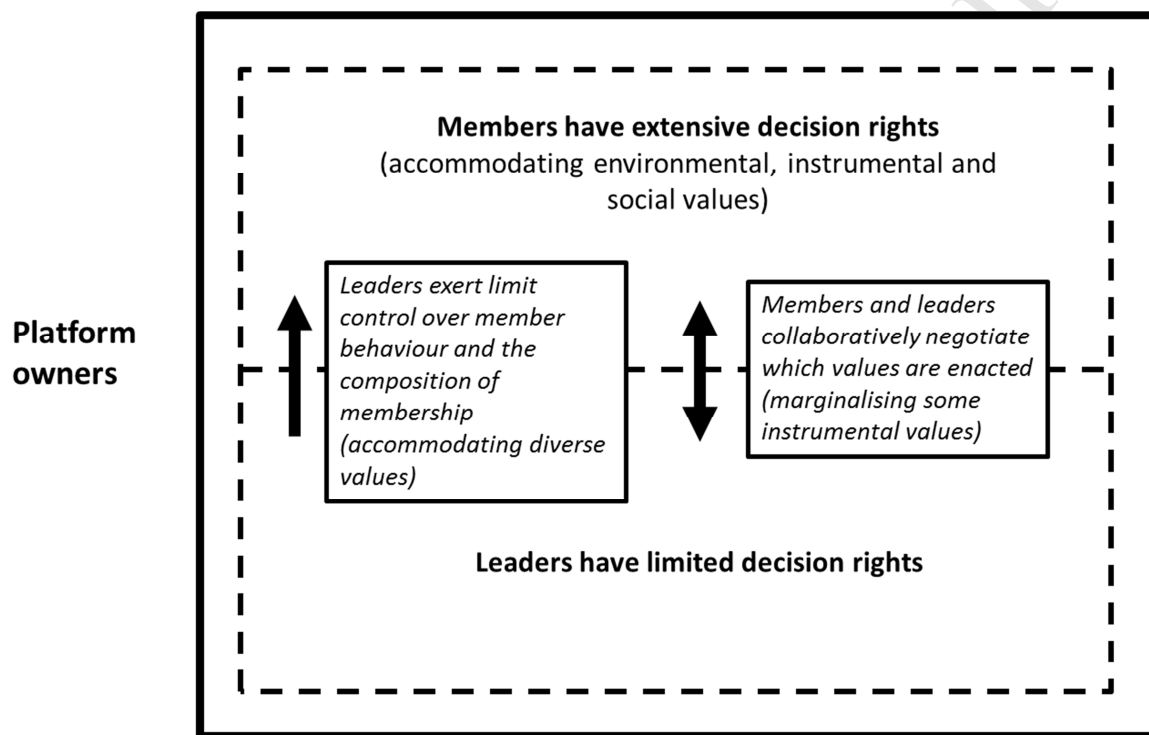 Members have extensive decision rights
(accommodating environmental, instrumental and
social values)
Platform
owners
Leaders exert limit
control over member
behaviour and the
composition of
membership
(accommodating diverse
values)
Members and leaders
collaboratively negotiate
which values are enacted
(marginalising some
instrumental values)
Leaders have limited decision rights